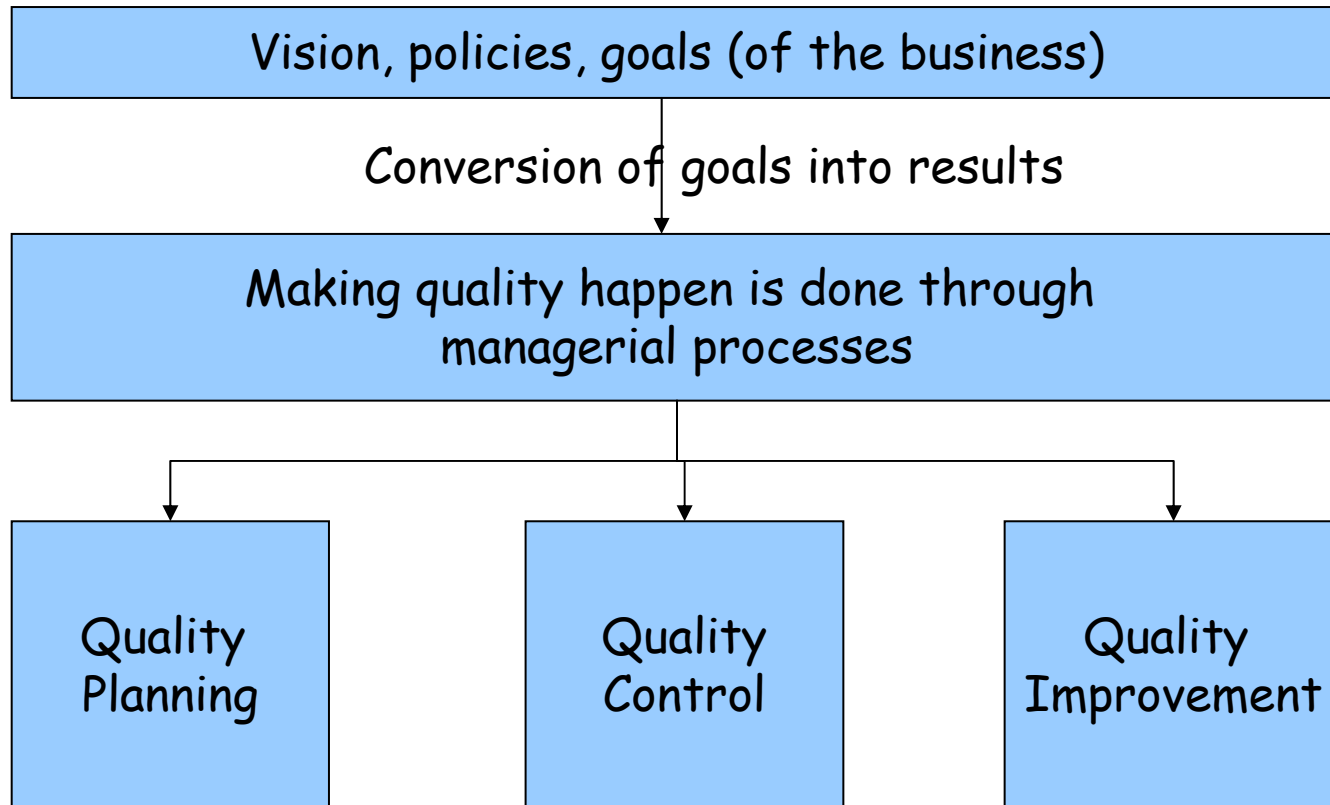 Vision, policies, goals (of the business)
Conversion of goals into results
Making quality happen is done through
managerial processes
Quality
Planning
Quality
Control
Quality
Improvement